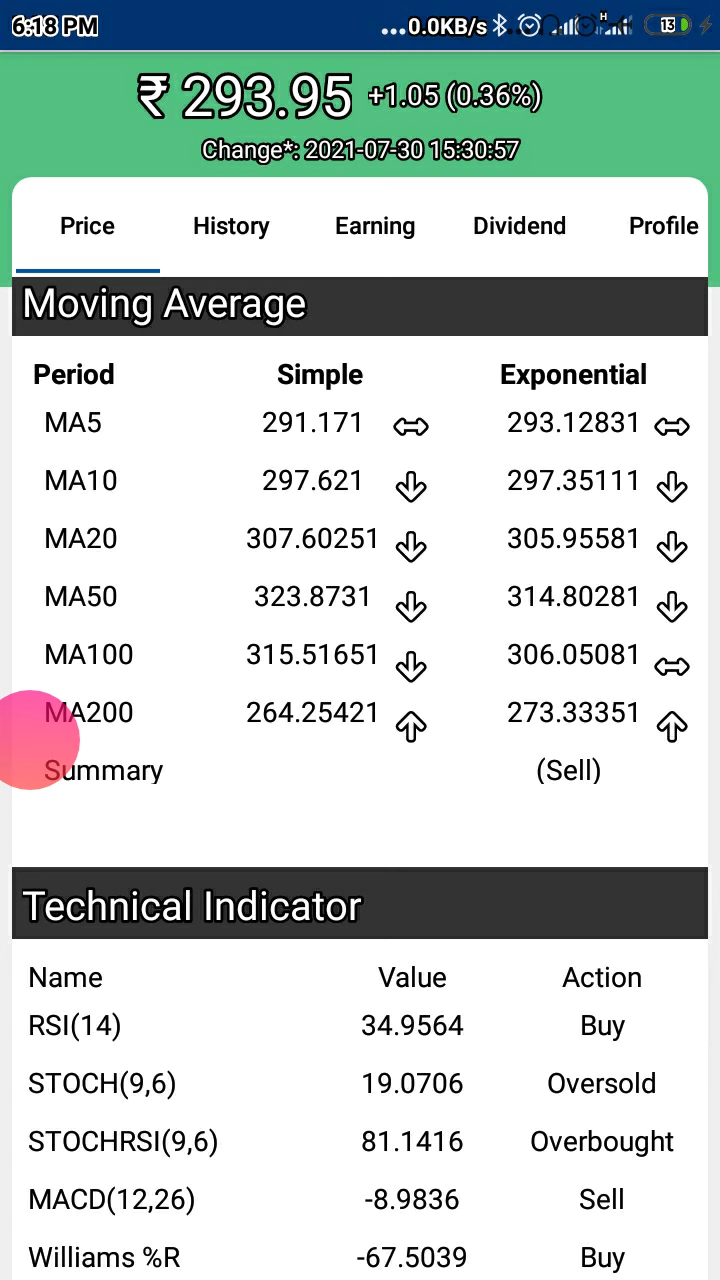 6:18 PM ...0.0KB/s H 13
₹ 293.95 +1.05 (0.36%)
Change*: 2021-07-30 15:30:57
Price History Earning Dividend Profile
Moving Average
Period Simple Exponential
MA5 291.171 293.12831
MA10 297.621 297.35111
MA20 307.60251 305.95581
MA50 323.8731 314.80281
MA100 315.51651 306.05081
MA200 264.25421 273.33351
Summary (Sell)
Technical Indicator
Name Value Action
RSI(14) 34.9564 Buy
STOCH(9,6) 19.0706 Oversold
STOCHRSI(9,6) 81.1416 Overbought
MACD(12,26) -8.9836 Sell
Williams %R -67.5039 Buy